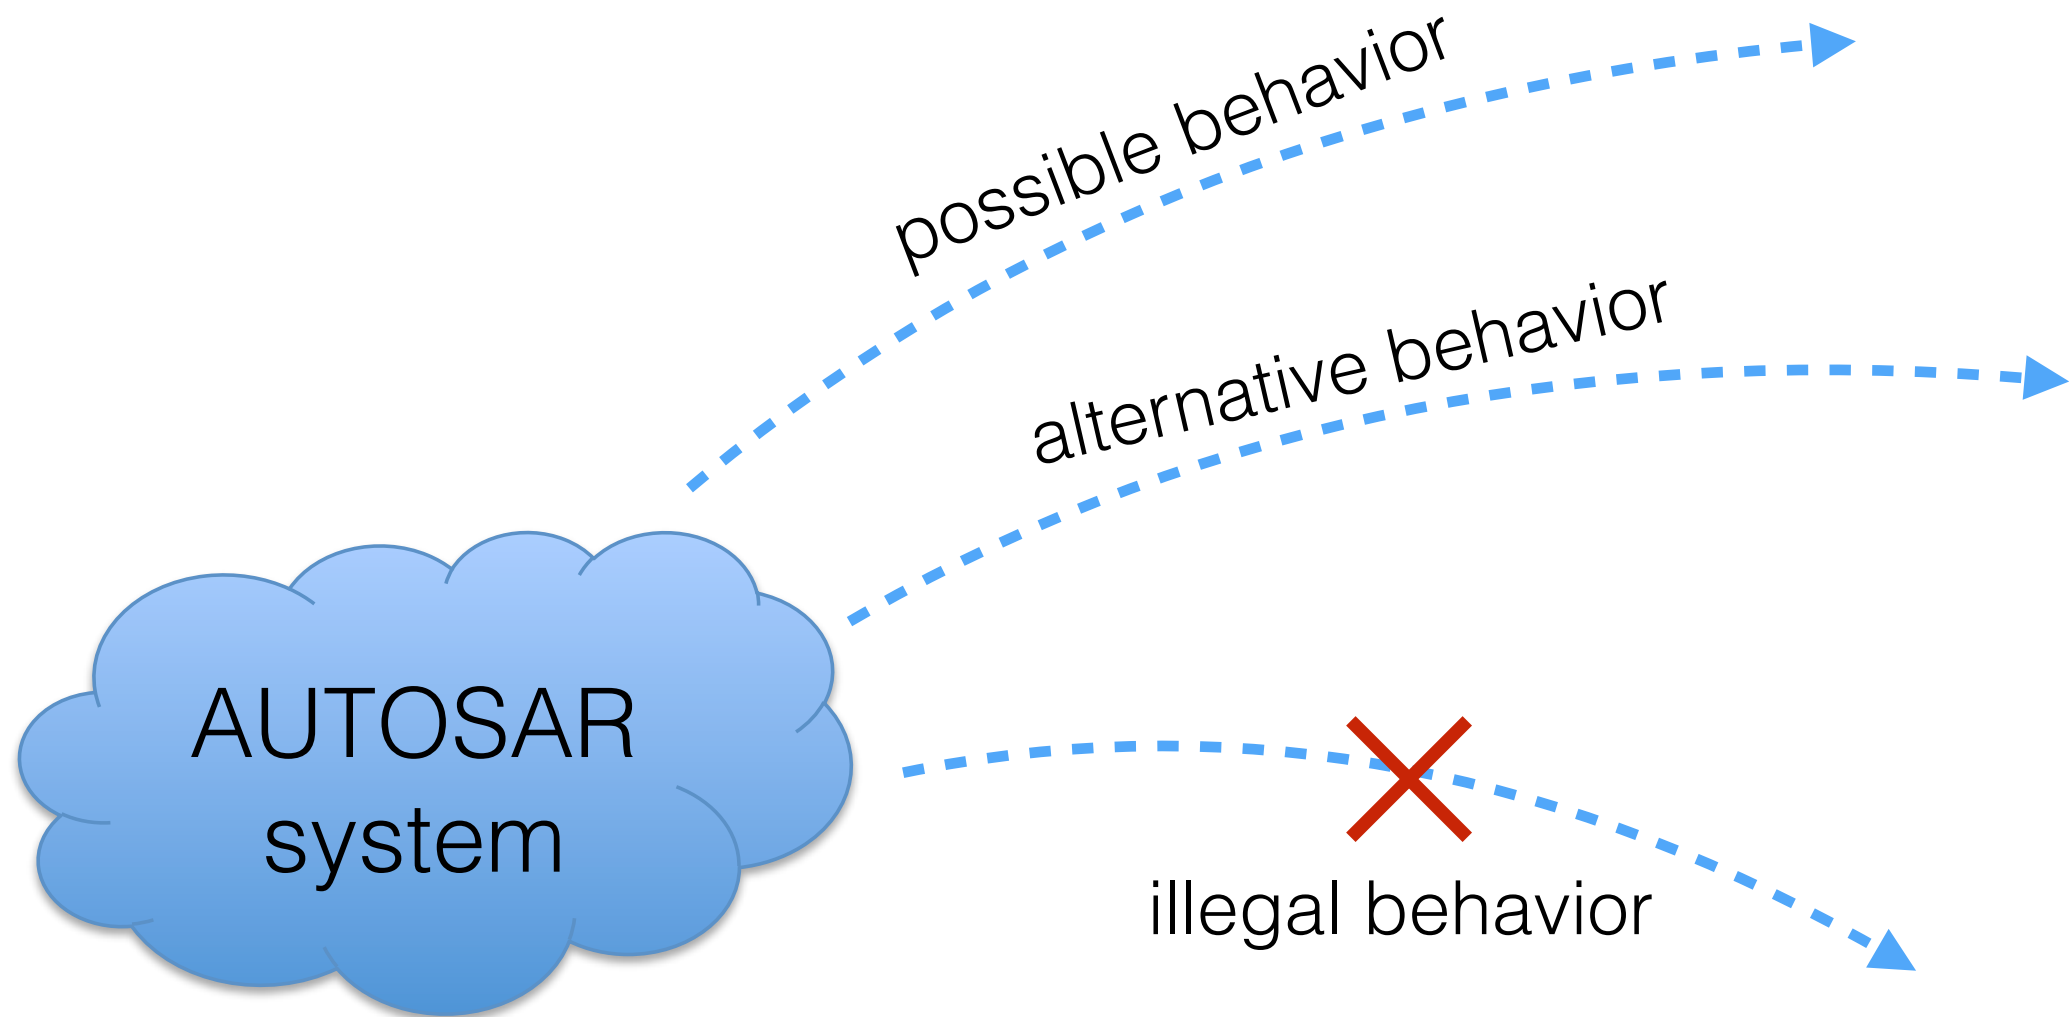 possible behavior
alternative behavior
AUTOSAR
system
illegal behavior